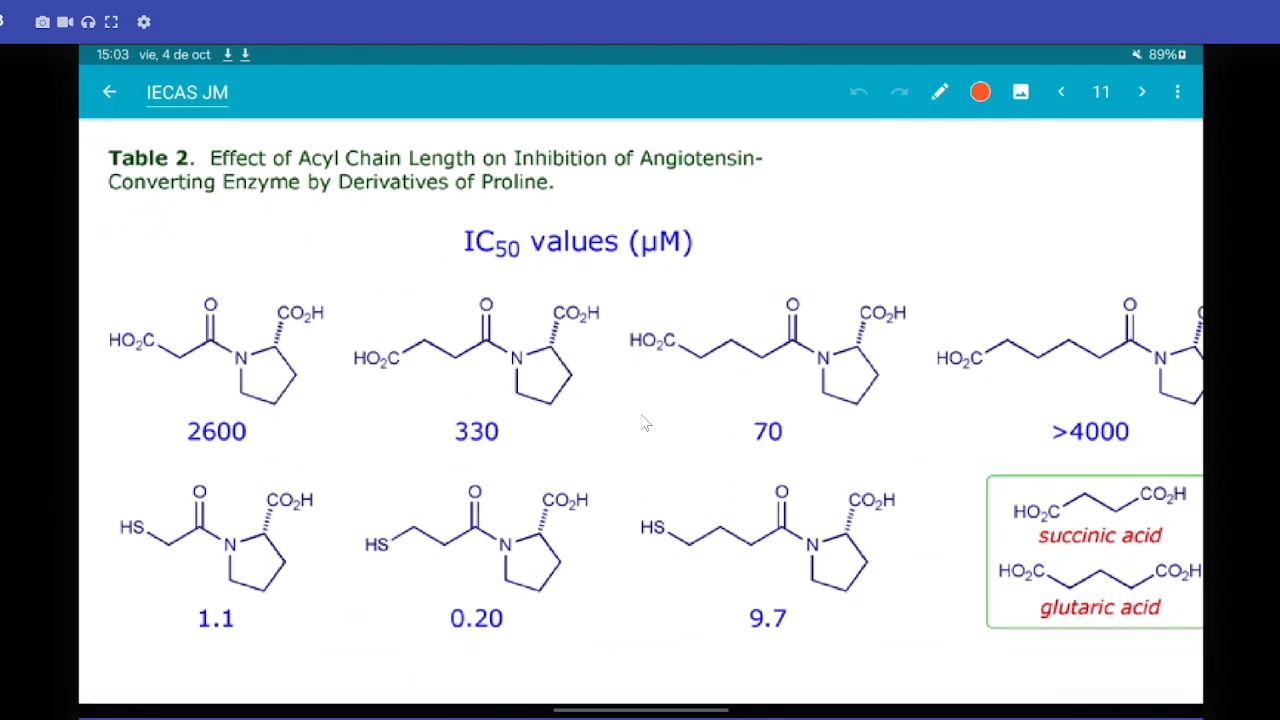 3
15:03 vie, 4 de oct
89%
IECAS JM
11
Table 2. Effect of Acyl Chain Length on Inhibition of Angiotensin-
Converting Enzyme by Derivatives of Proline.
IC50 values (µM)
O CO2H HO2C N
O CO2H HO2C N
O CO2H HO2C N
O HO2C N
2600 330 70 >4000
O CO2H HS N
O CO2H HS N
O CO2H HS N
1.1 0.20 9.7
HO2C CO2H
succinic acid
HO2C CO2H
glutaric acid